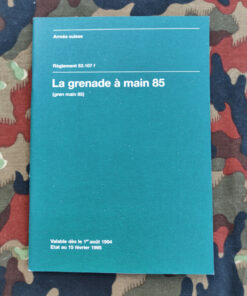 Armée suisse
Règlement 53.107 f
La grenade à main 85
(gren main 85)
Valable dès le 1er août 1994
Etat au 15 février 1995